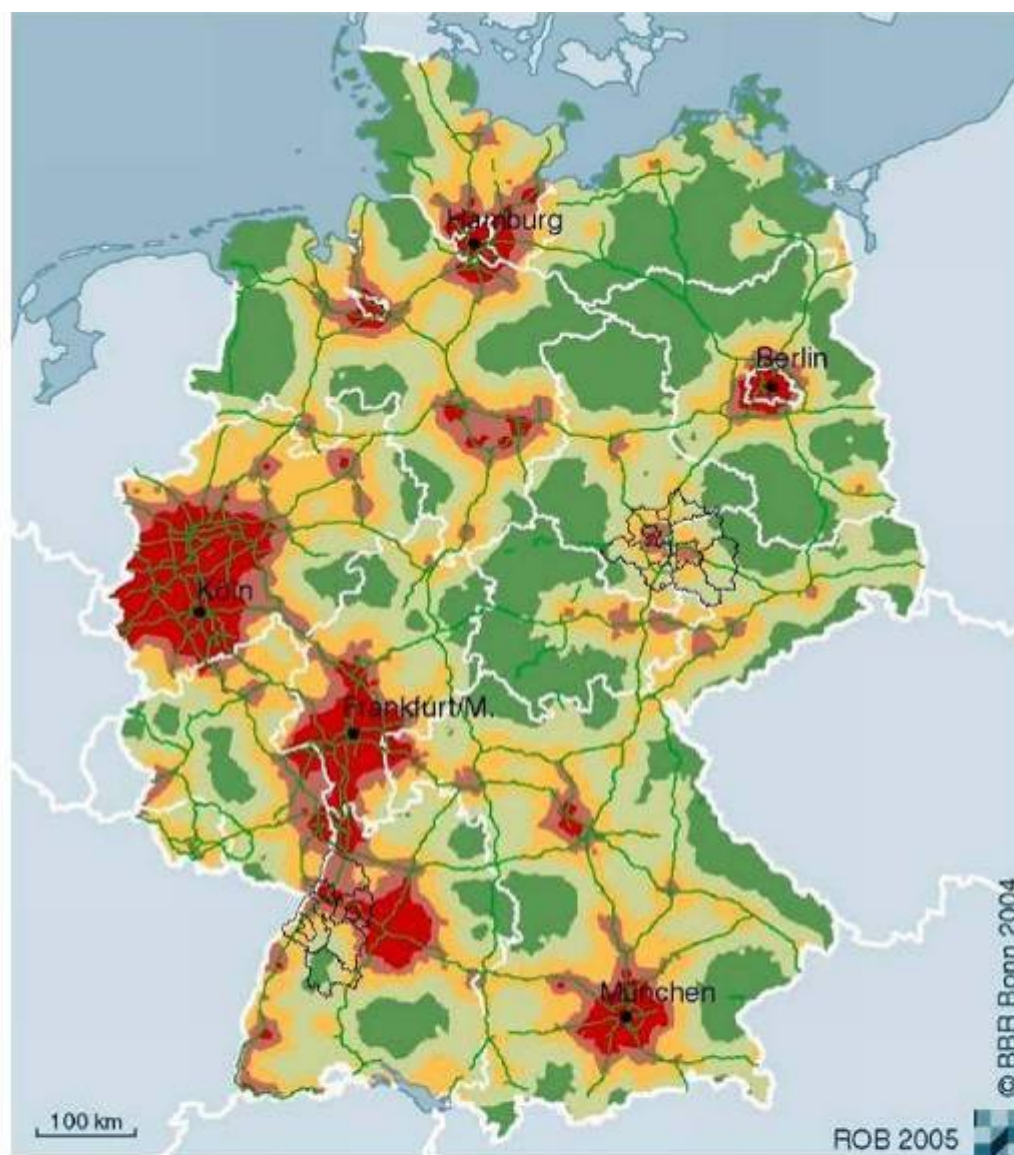 Hamburg
Berlin
Köln
Frankfurt/M.
München
© BBR Bonn 2004
100 km
ROB 2005